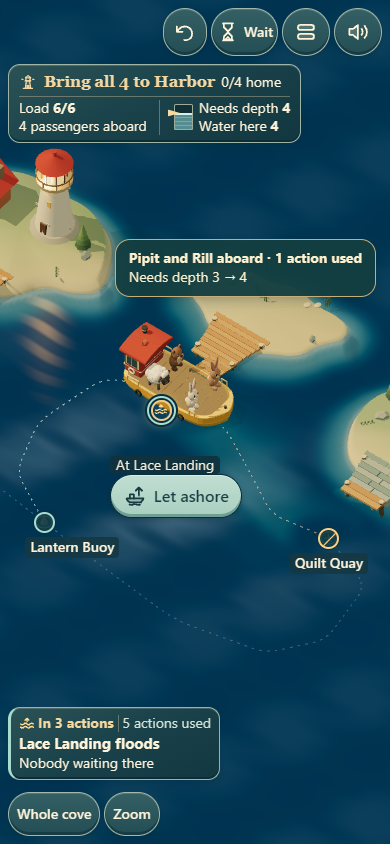 Wait
Bring all 4 to Harbor 0/4 home
Load 6/6
4 passengers aboard
Needs depth 4
Water here 4
Pipit and Rill aboard · 1 action used
Needs depth 3 → 4
At Lace Landing
Let ashore
Lantern Buoy
Quilt Quay
In 3 actions 5 actions used
Lace Landing floods
Nobody waiting there
Whole cove
Zoom